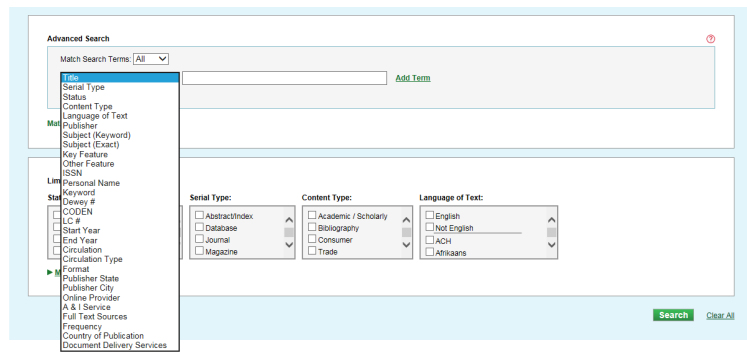 Advanced Search
Match Search Terms: All
Title
Add Term
Serial Type
Status
Content Type
Language of Text
Mat
Publisher
Subject (Keyword)
Subject (Exact)
Key Feature
Other Feature
ISSN
Lim
Personal Name
Keyword
Stat
Dewey #
CODEN
LC #
Start Year
End Year
Circulation
Circulation Type
Format
Publisher State
Publisher City
Online Provider
A & I Service
Full Text Sources
Frequency
Country of Publication
Document Delivery Services
Serial Type:
Abstract/Index
Database
Journal
Magazine
Content Type:
Academic / Scholarly
Bibliography
Consumer
Trade
Language of Text:
English
Not English
ACH
Afrikaans
Search
Clear All